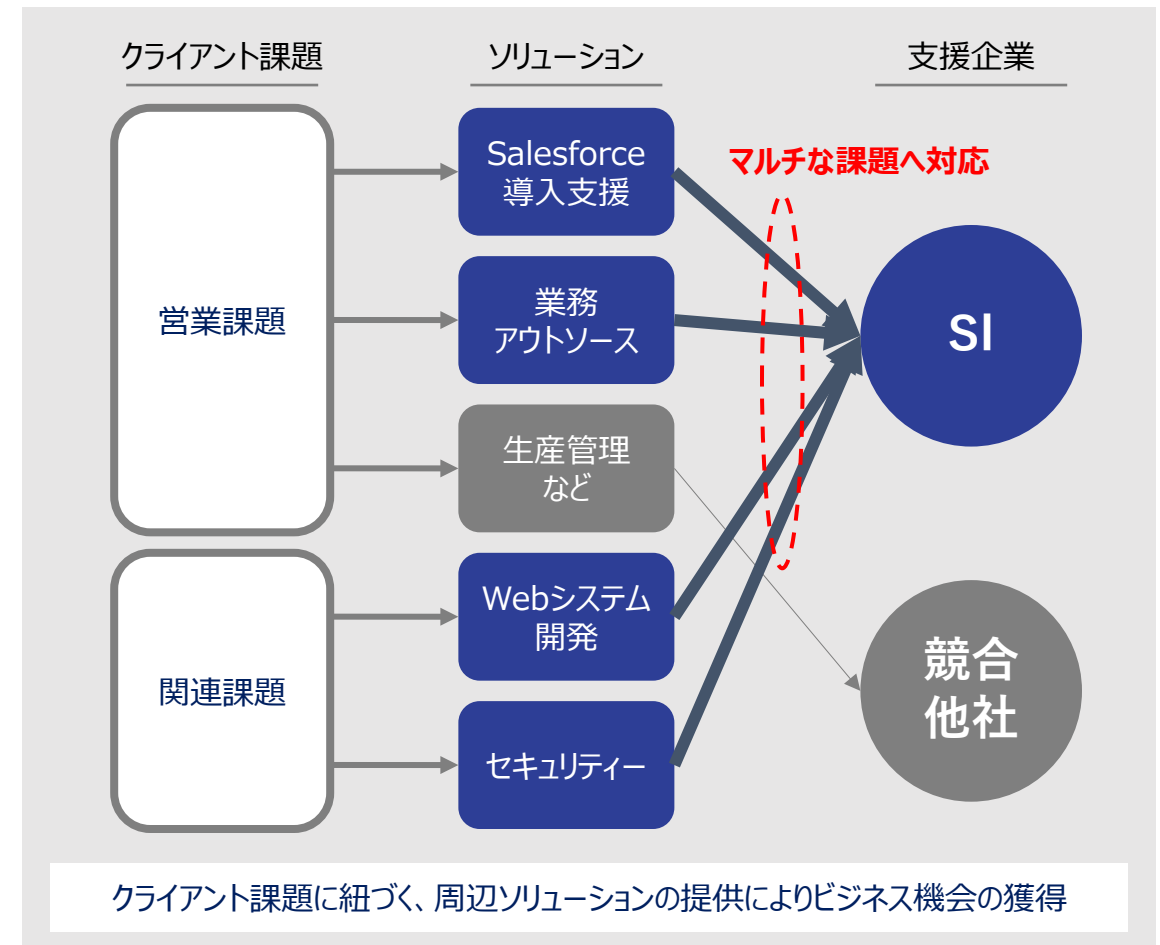 クライアント課題
ソリューション
支援企業
営業課題
Salesforce
導入支援
業務
アウトソース
生産管理
など
マルチな課題へ対応
SI
関連課題
Webシステム
開発
セキュリティー
競合
他社
クライアント課題に紐づく、周辺ソリューションの提供によりビジネス機会の獲得